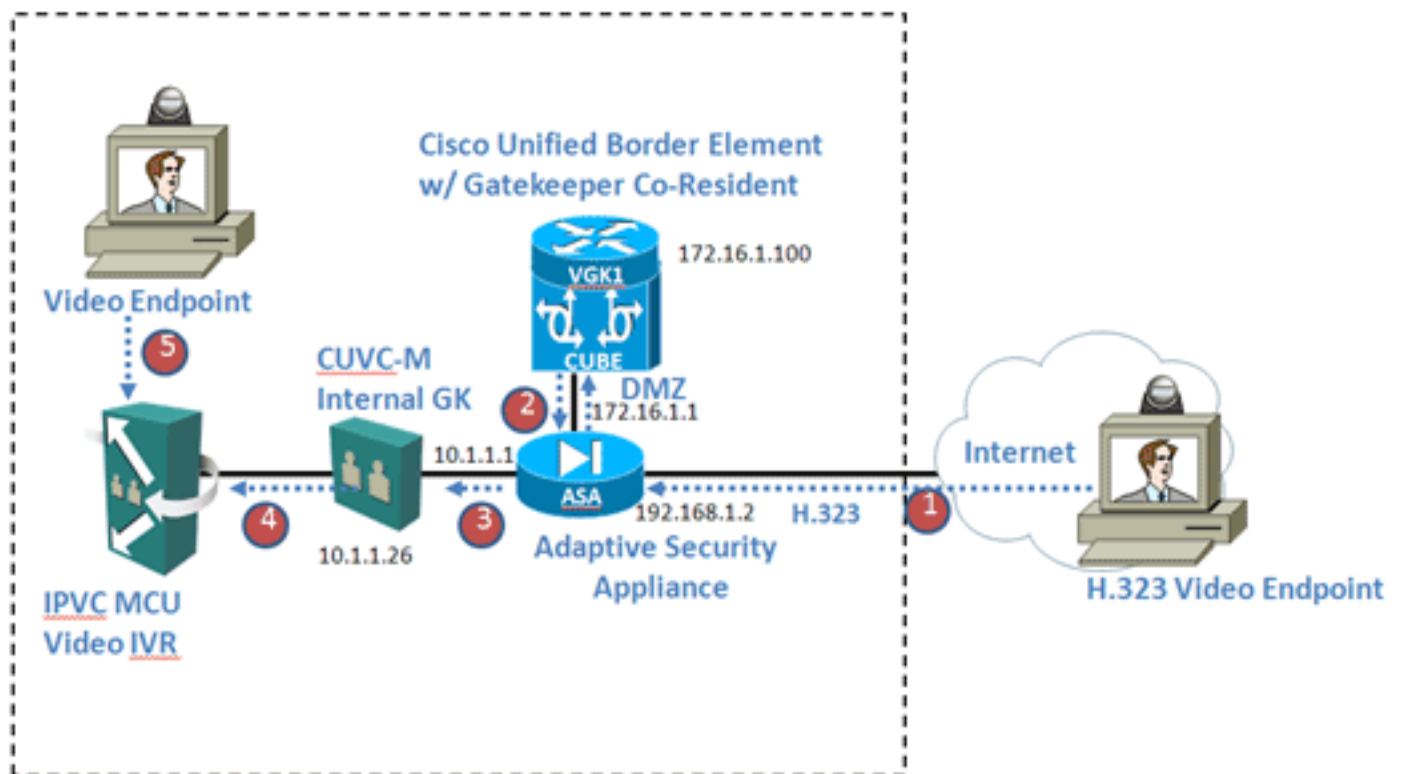 Cisco Unified Border Element
w/ Gatekeeper Co-Resident
172.16.1.100
VGK1
CUBE
Video Endpoint
5
CUVC-M
Internal GK
2
DMZ
172.16.1.1
10.1.1.1
Internet
ASA
4
3
192.168.1.2
H.323
1
10.1.1.26
Adaptive Security
Appliance
H.323 Video Endpoint
IPVC MCU
Video IVR